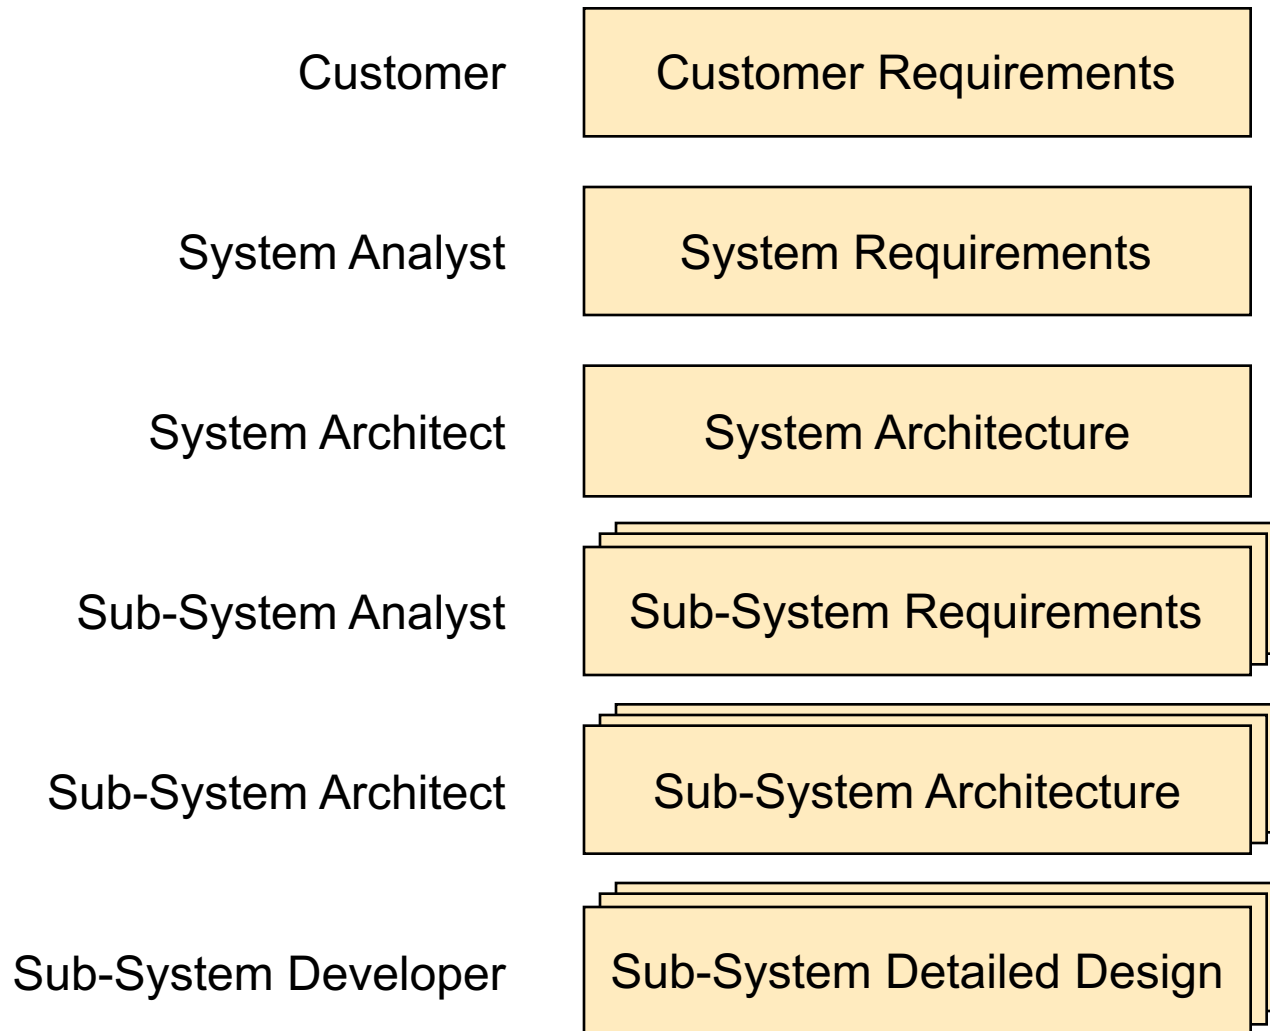 Customer
Customer Requirements
System Analyst
System Requirements
System Architect
System Architecture
Sub-System Analyst
Sub-System Requirements
Sub-System Architect
Sub-System Architecture
Sub-System Developer
Sub-System Detailed Design